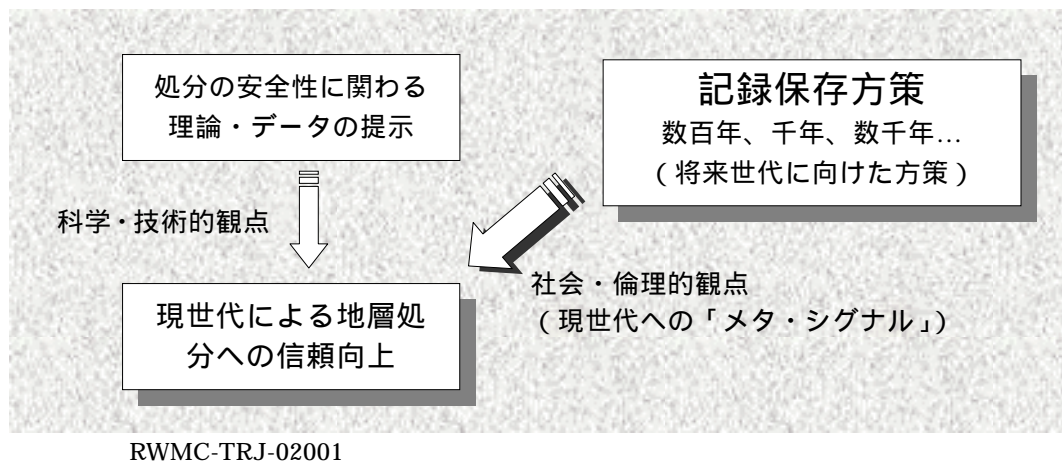 処分の安全性に関わる
理論・データの提示
記録保存方策
数百年、千年、数千年…
（将来世代に向けた方策）
科学・技術的観点
社会・倫理的観点
（現世代への「メタ・シグナル」）
現世代による地層処
分への信頼向上
RWMC-TRJ-02001